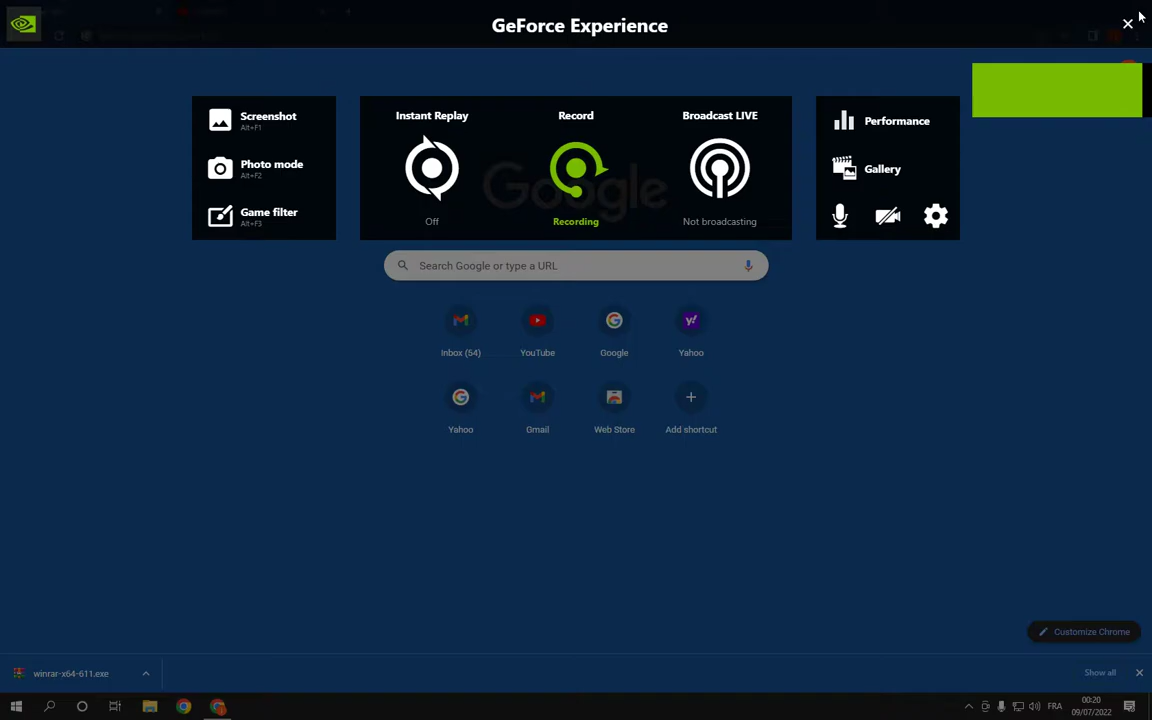 GeForce Experience
Screenshot
Alt+F1
Photo mode
Alt+F2
Game filter
Alt+F3
Instant Replay
Off
Record
Recording
Broadcast LIVE
Not broadcasting
Performance
Gallery
Google
Search Google or type a URL
Inbox (54)
YouTube
Google
Yahoo
Yahoo
Gmail
Web Store
Add shortcut
Customize Chrome
winrar-x64-611.exe
Show all
FRA
00:20
09/07/2022